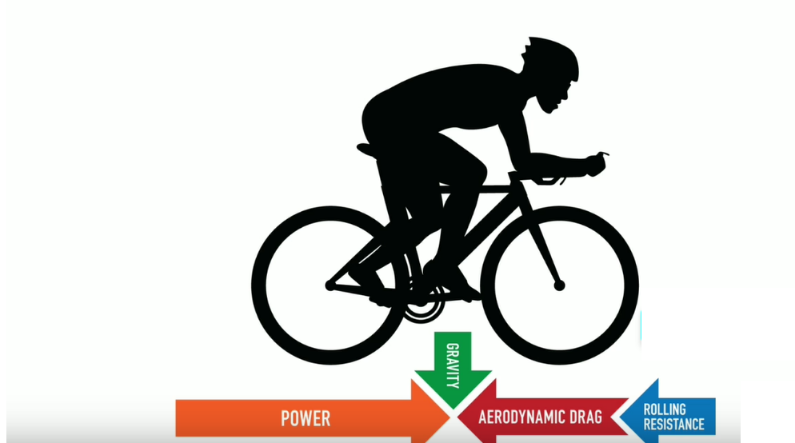 GRAVITY
POWER
AERODYNAMIC DRAG
ROLLING
RESISTANCE